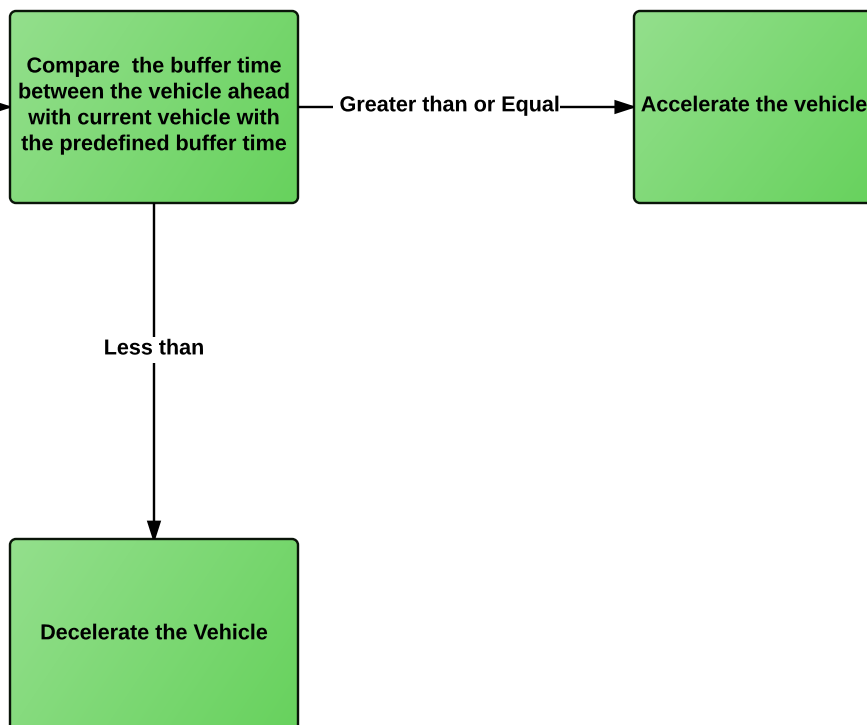 Compare  the buffer time
between the vehicle ahead
with current vehicle with
the predefined buffer time
Greater than or Equal
Accelerate the vehicle
Less than
Decelerate the Vehicle